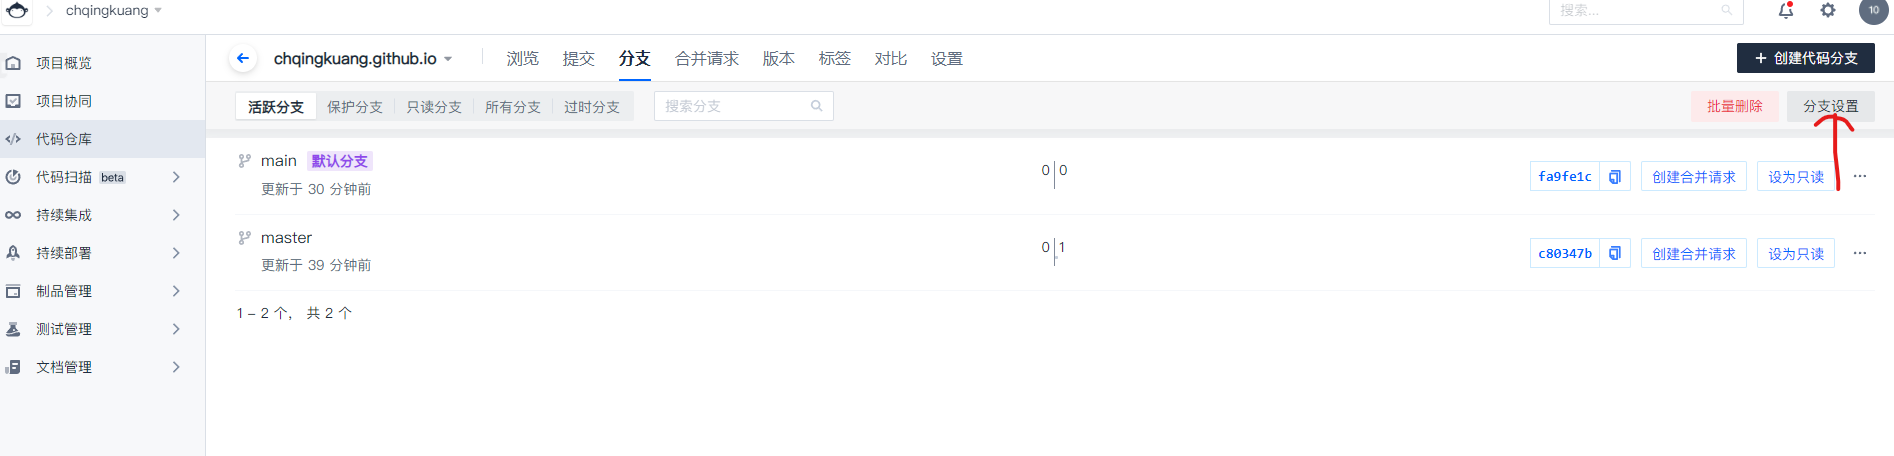 chqingkuang
搜索...
10
项目概览
项目协同
代码仓库
代码扫描 beta
持续集成
持续部署
制品管理
测试管理
文档管理
chqingkuang.github.io
浏览 提交 分支 合并请求 版本 标签 对比 设置
+ 创建代码分支
活跃分支 保护分支 只读分支 所有分支 过时分支
搜索分支
批量删除 分支设置
main 默认分支
更新于 30 分钟前
0 0
fa9fe1c 创建合并请求 设为只读 ...
master
更新于 39 分钟前
0 1
c80347b 创建合并请求 设为只读 ...
1 – 2 个， 共 2 个